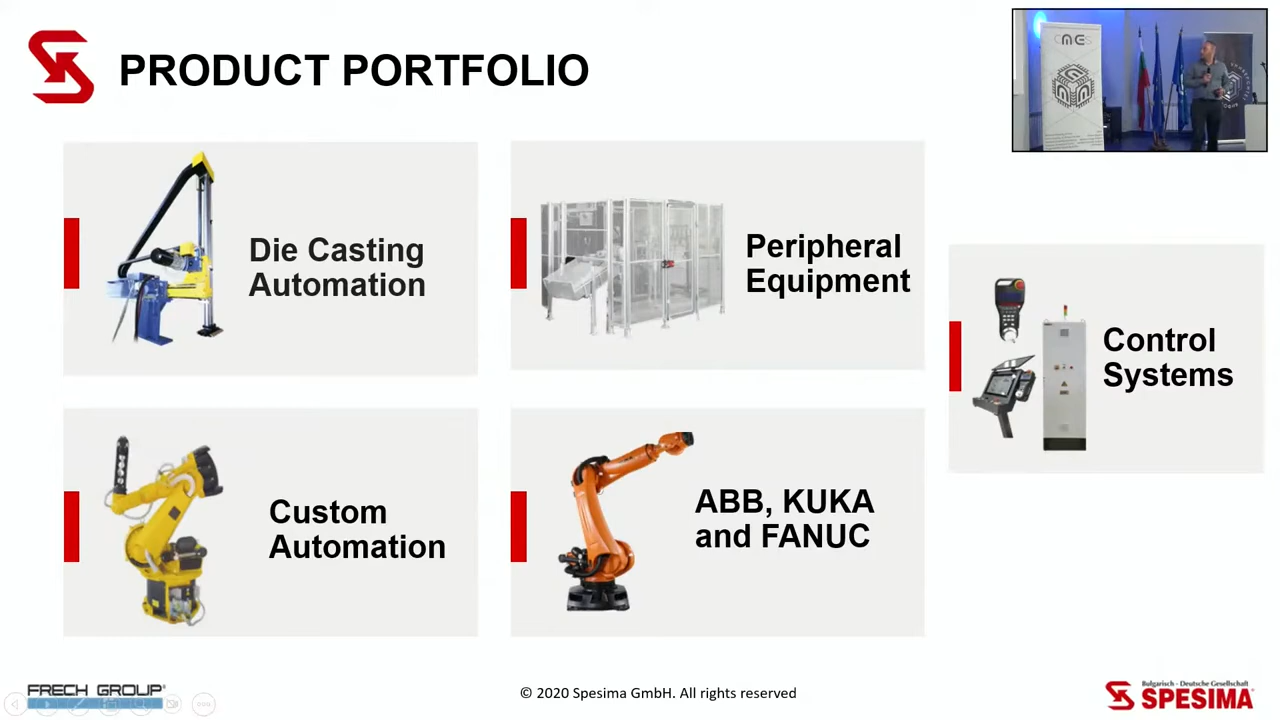 PRODUCT PORTFOLIO
Die Casting
Automation
Peripheral
Equipment
Control
Systems
Custom
Automation
ABB, KUKA
and FANUC
FRECH GROUP
© 2020 Spesima GmbH. All rights reserved
Bulgarisch - Deutsche Gesellschaft
SPESIMA®